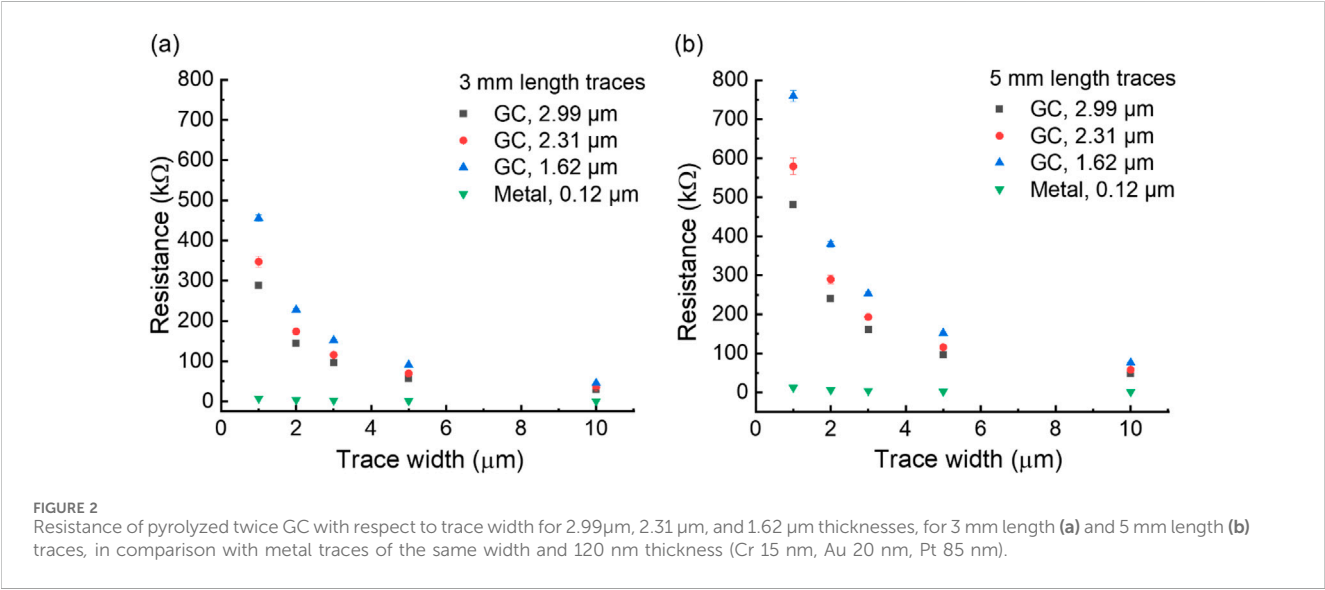 (a)
3 mm length traces
GC, 2.99 µm
GC, 2.31 µm
GC, 1.62 µm
Metal, 0.12 µm
Resistance (kΩ)
800
700
600
500
400
300
200
100
0
0 2 4 6 8 10
Trace width (µm)
(b)
5 mm length traces
GC, 2.99 µm
GC, 2.31 µm
GC, 1.62 µm
Metal, 0.12 µm
Resistance (kΩ)
800
700
600
500
400
300
200
100
0
0 2 4 6 8 10
Trace width (µm)
FIGURE 2
Resistance of pyrolyzed twice GC with respect to trace width for 2.99µm, 2.31 µm, and 1.62 µm thicknesses, for 3 mm length (a) and 5 mm length (b)
traces, in comparison with metal traces of the same width and 120 nm thickness (Cr 15 nm, Au 20 nm, Pt 85 nm).